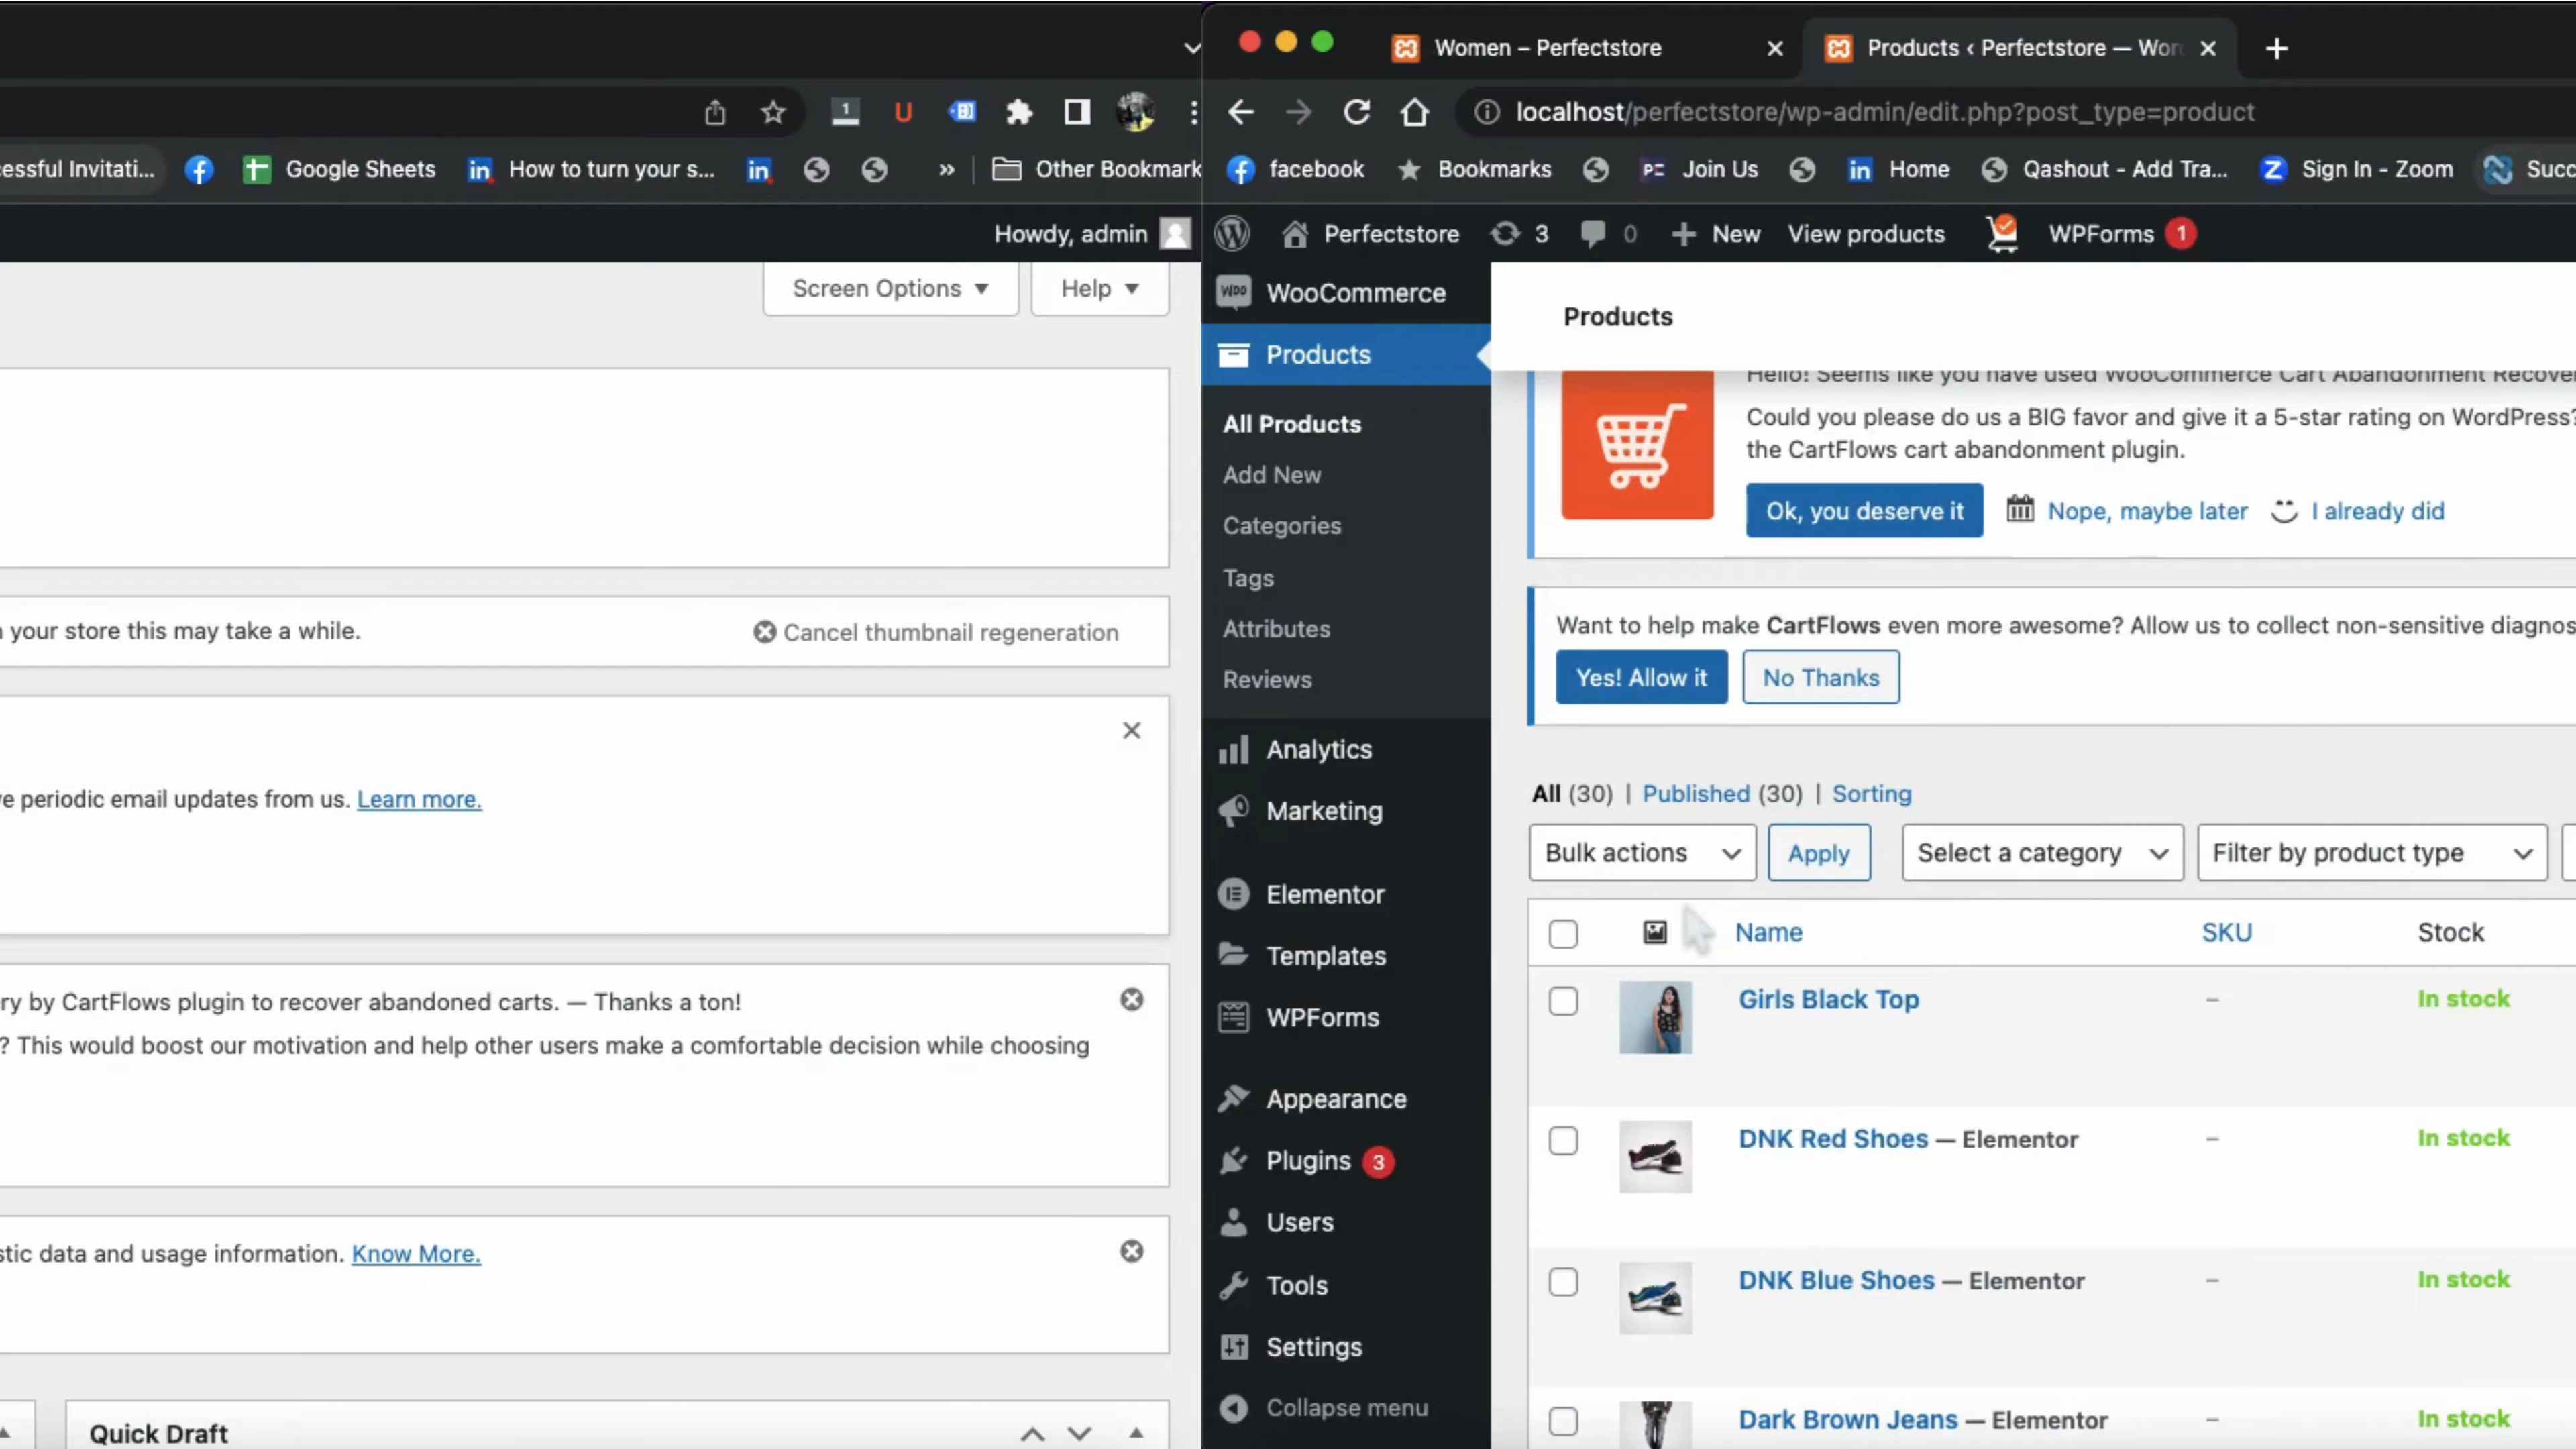 cessful Invitati...
Google Sheets
How to turn your s...
»
Other Bookmark
Howdy, admin
Screen Options
Help
your store this may take a while.
Cancel thumbnail regeneration
periodic email updates from us. Learn more.
by CartFlows plugin to recover abandoned carts. — Thanks a ton!
? This would boost our motivation and help other users make a comfortable decision while choosing
data and usage information. Know More.
Quick Draft
Women – Perfectstore
Products ‹ Perfectstore — Wor
localhost/perfectstore/wp-admin/edit.php?post_type=product
facebook
Bookmarks
Join Us
Home
Qashout - Add Tra...
Sign In - Zoom
Succ
Perfectstore
3
0
New
View products
WPForms
1
WooCommerce
Products
All Products
Add New
Categories
Tags
Attributes
Reviews
Analytics
Marketing
Elementor
Templates
WPForms
Appearance
Plugins 3
Users
Tools
Settings
Collapse menu
Products
Hello! Seems like you have used WooCommerce Cart Abandonment Recove
Could you please do us a BIG favor and give it a 5-star rating on WordPress?
the CartFlows cart abandonment plugin.
Ok, you deserve it
Nope, maybe later
I already did
Want to help make CartFlows even more awesome? Allow us to collect non-sensitive diagnos
Yes! Allow it
No Thanks
All (30) | Published (30) | Sorting
Bulk actions
Apply
Select a category
Filter by product type
Name
SKU
Stock
Girls Black Top
–
In stock
DNK Red Shoes — Elementor
–
In stock
DNK Blue Shoes — Elementor
–
In stock
Dark Brown Jeans — Elementor
–
In stock